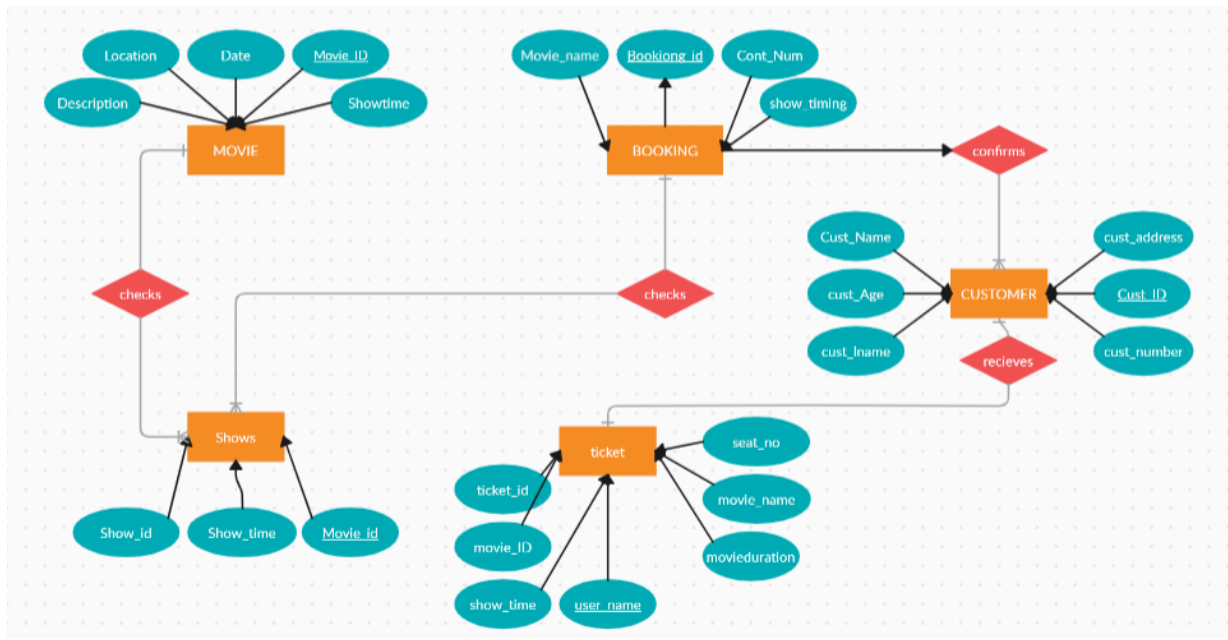 Location
Date
Movie_ID
Description
Showtime
MOVIE
Movie_name
Bookiong_id
Cont_Num
show_timing
BOOKING
confirms
Cust_Name
cust_address
cust_Age
CUSTOMER
Cust_ID
cust_lname
cust_number
checks
checks
recieves
Shows
Show_id
Show_time
Movie_id
ticket
seat_no
ticket_id
movie_name
movie_ID
movieduration
show_time
user_name